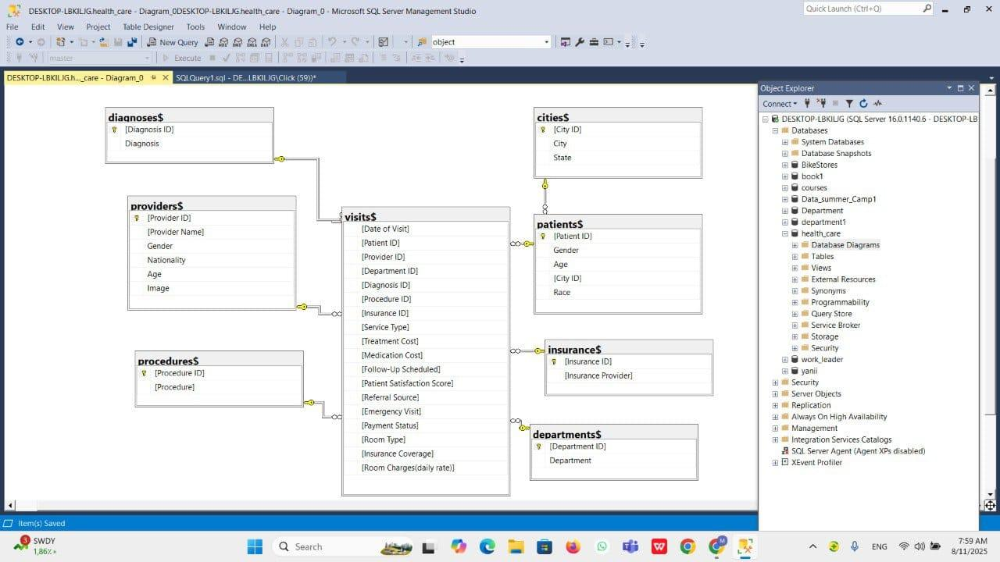 DESKTOP-LBKILJG.health_care - Diagram_0DESKTOP-LBKILJG.health_care - Diagram_0 - Microsoft SQL Server Management Studio
Quick Launch (Ctrl+Q)
File Edit View Project Table Designer Tools Window Help
New Query
object
master
Execute
DESKTOP-LBKILJG.h..._care - Diagram_0
SQLQuery1.sql - DE...LBKILJG\Click (59))*
diagnoses$
[Diagnosis ID]
Diagnosis
providers$
[Provider ID]
[Provider Name]
Gender
Nationality
Age
Image
procedures$
[Procedure ID]
[Procedure]
visits$
[Date of Visit]
[Patient ID]
[Provider ID]
[Department ID]
[Diagnosis ID]
[Procedure ID]
[Insurance ID]
[Service Type]
[Treatment Cost]
[Medication Cost]
[Follow-Up Scheduled]
[Patient Satisfaction Score]
[Referral Source]
[Emergency Visit]
[Payment Status]
[Room Type]
[Insurance Coverage]
[Room Charges(daily rate)]
cities$
[City ID]
City
State
patients$
[Patient ID]
Gender
Age
[City ID]
Race
insurance$
[Insurance ID]
[Insurance Provider]
departments$
[Department ID]
Department
Object Explorer
Connect
DESKTOP-LBKILJG (SQL Server 16.0.1140.6 - DESKTOP-LB
Databases
System Databases
Database Snapshots
BikeStores
book1
courses
Data_summer_Camp1
Department
department1
health_care
Database Diagrams
Tables
Views
External Resources
Synonyms
Programmability
Query Store
Service Broker
Storage
Security
work_leader
yanii
Security
Server Objects
Replication
Always On High Availability
Management
Integration Services Catalogs
SQL Server Agent (Agent XPs disabled)
XEvent Profiler
Item(s) Saved
3
SWDY
1,86%
Search
M
ENG
7:59 AM
8/11/2025